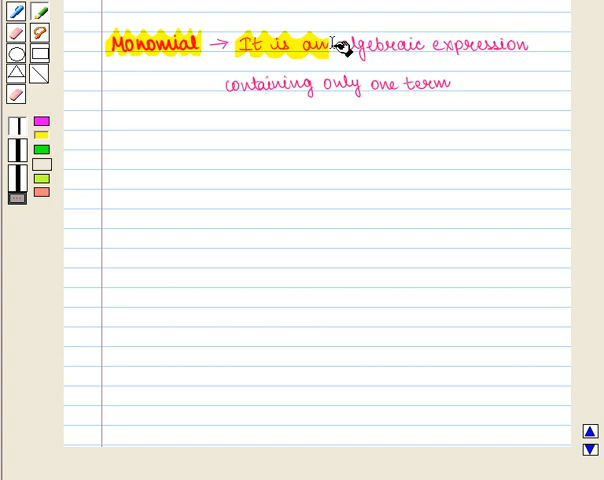 Monomial → It is an algebraic expression
containing only one term